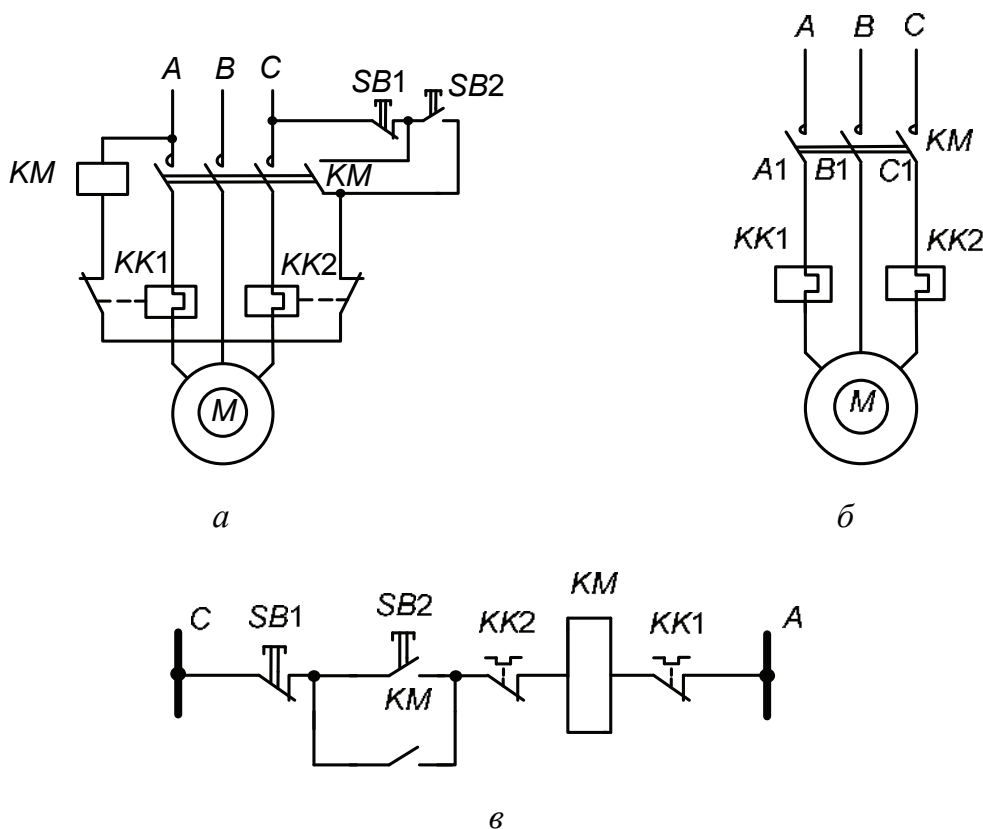 A B C
SB1 SB2
KM KM
KK1 KK2
M
а
A B C
KM
A1 B1 C1
KK1 KK2
M
б
C SB1 SB2 KK2 KM KK1 A
KM
в